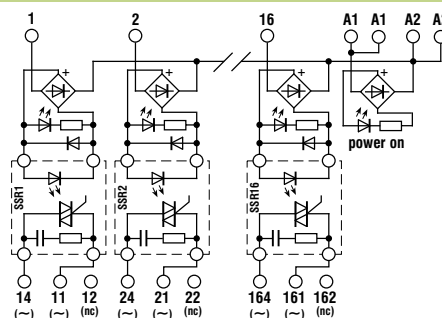 1 2 16 A1 A1 A2 A2
+ + + +
power on
SSR1 SSR2 SSR16
14 11 12 24 21 22 164 161 162
(~) (~) (nc) (~) (~) (nc) (~) (~) (nc)